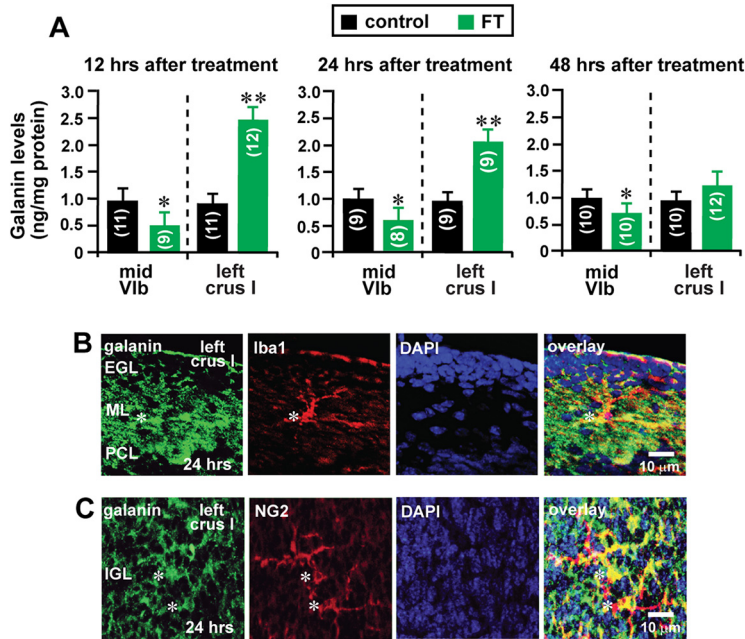 A
control FT
12 hrs after treatment 24 hrs after treatment 48 hrs after treatment
Galanin levels
(ng/mg protein)
3.0 3.0 3.0
2.5 2.5 2.5
2.0 2.0 2.0
1.5 1.5 1.5
1.0 1.0 1.0
0.5 0.5 0.5
0 0 0
* ** * ** *
(11) (9) (11) (12) (9) (8) (9) (9) (10) (10) (10) (12)
mid left mid left mid left
VIb crus I VIb crus I VIb crus I
B
galanin left Iba1 DAPI overlay
crus I
EGL
ML * * *
PCL
24 hrs 10 µm
C
galanin left NG2 DAPI overlay
crus I
IGL * * *
* * *
24 hrs 10 µm